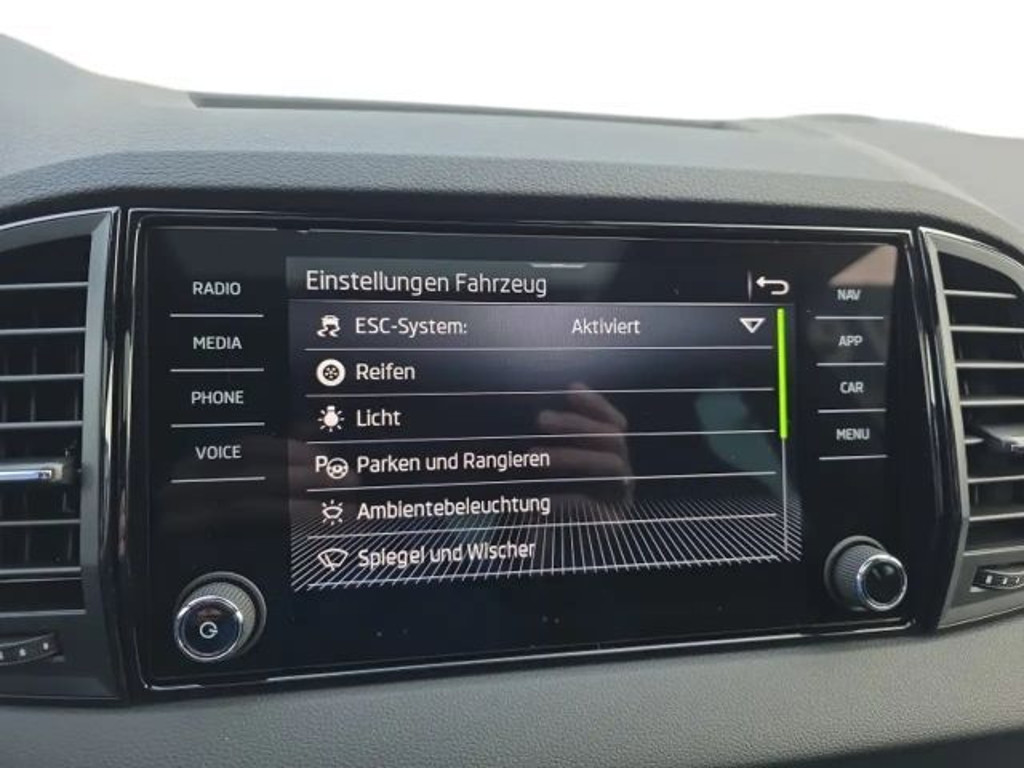 Einstellungen Fahrzeug
RADIO
MEDIA
PHONE
VOICE
ESC-System: Aktiviert
Reifen
Licht
P Parken und Rangieren
Ambientebeleuchtung
Spiegel und Wischer
NAV
APP
CAR
MENU